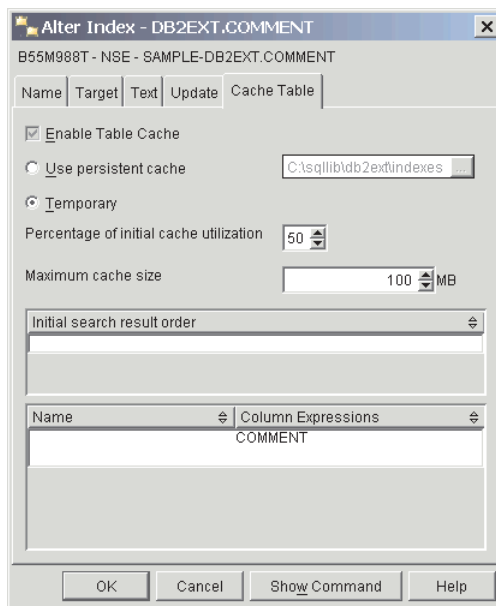 Alter Index - DB2EXT.COMMENT
B55M988T - NSE - SAMPLE-DB2EXT.COMMENT
Name Target Text Update Cache Table
Enable Table Cache
Use persistent cache C:\sqllib\db2ext\indexes ...
Temporary
Percentage of initial cache utilization 50
Maximum cache size 100 MB
Initial search result order
Name Column Expressions
COMMENT
OK Cancel Show Command Help